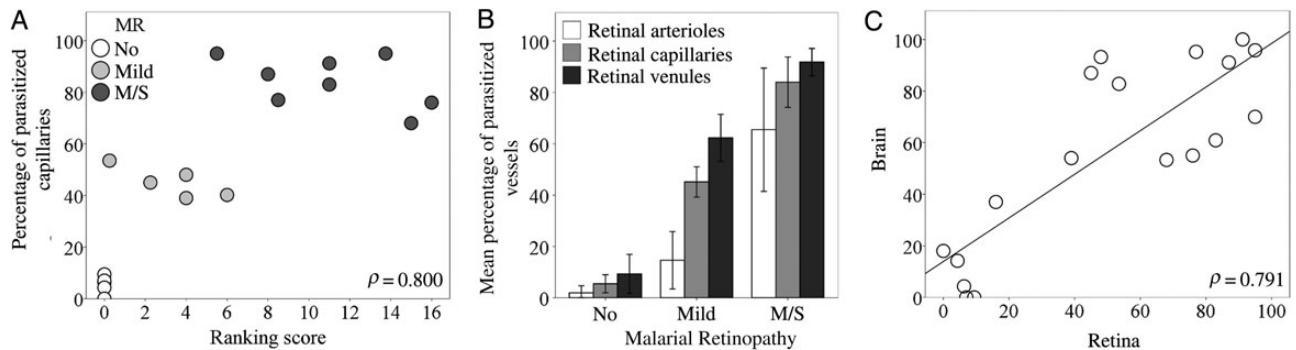 A
MR
No
Mild
M/S
Percentage of parasitized
capillaries
100
80
60
40
20
0
0 2 4 6 8 10 12 14 16
Ranking score
ρ = 0.800
B
Retinal arterioles
Retinal capillaries
Retinal venules
Mean percentage of parasitized
vessels
100
80
60
40
20
0
No Mild M/S
Malarial Retinopathy
C
Brain
100
80
60
40
20
0
0 20 40 60 80 100
Retina
ρ = 0.791